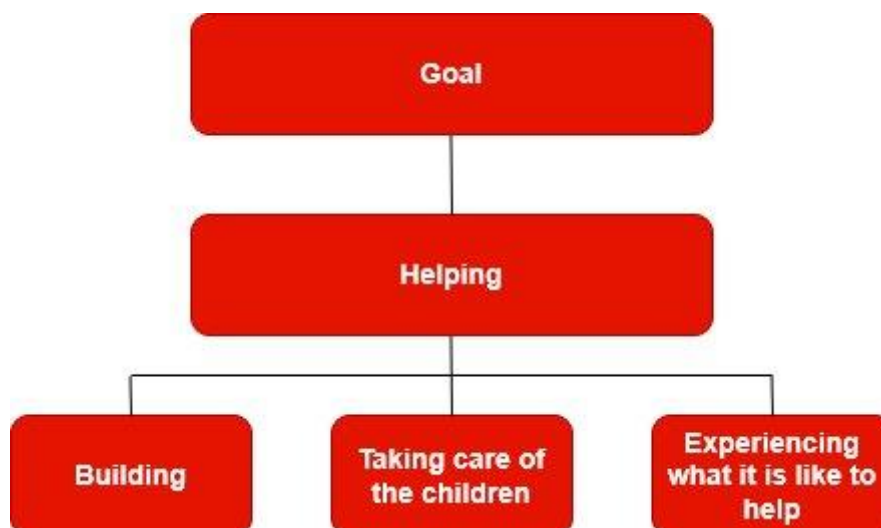 Goal
Helping
Building
Taking care of
the children
Experiencing
what it is like to
help